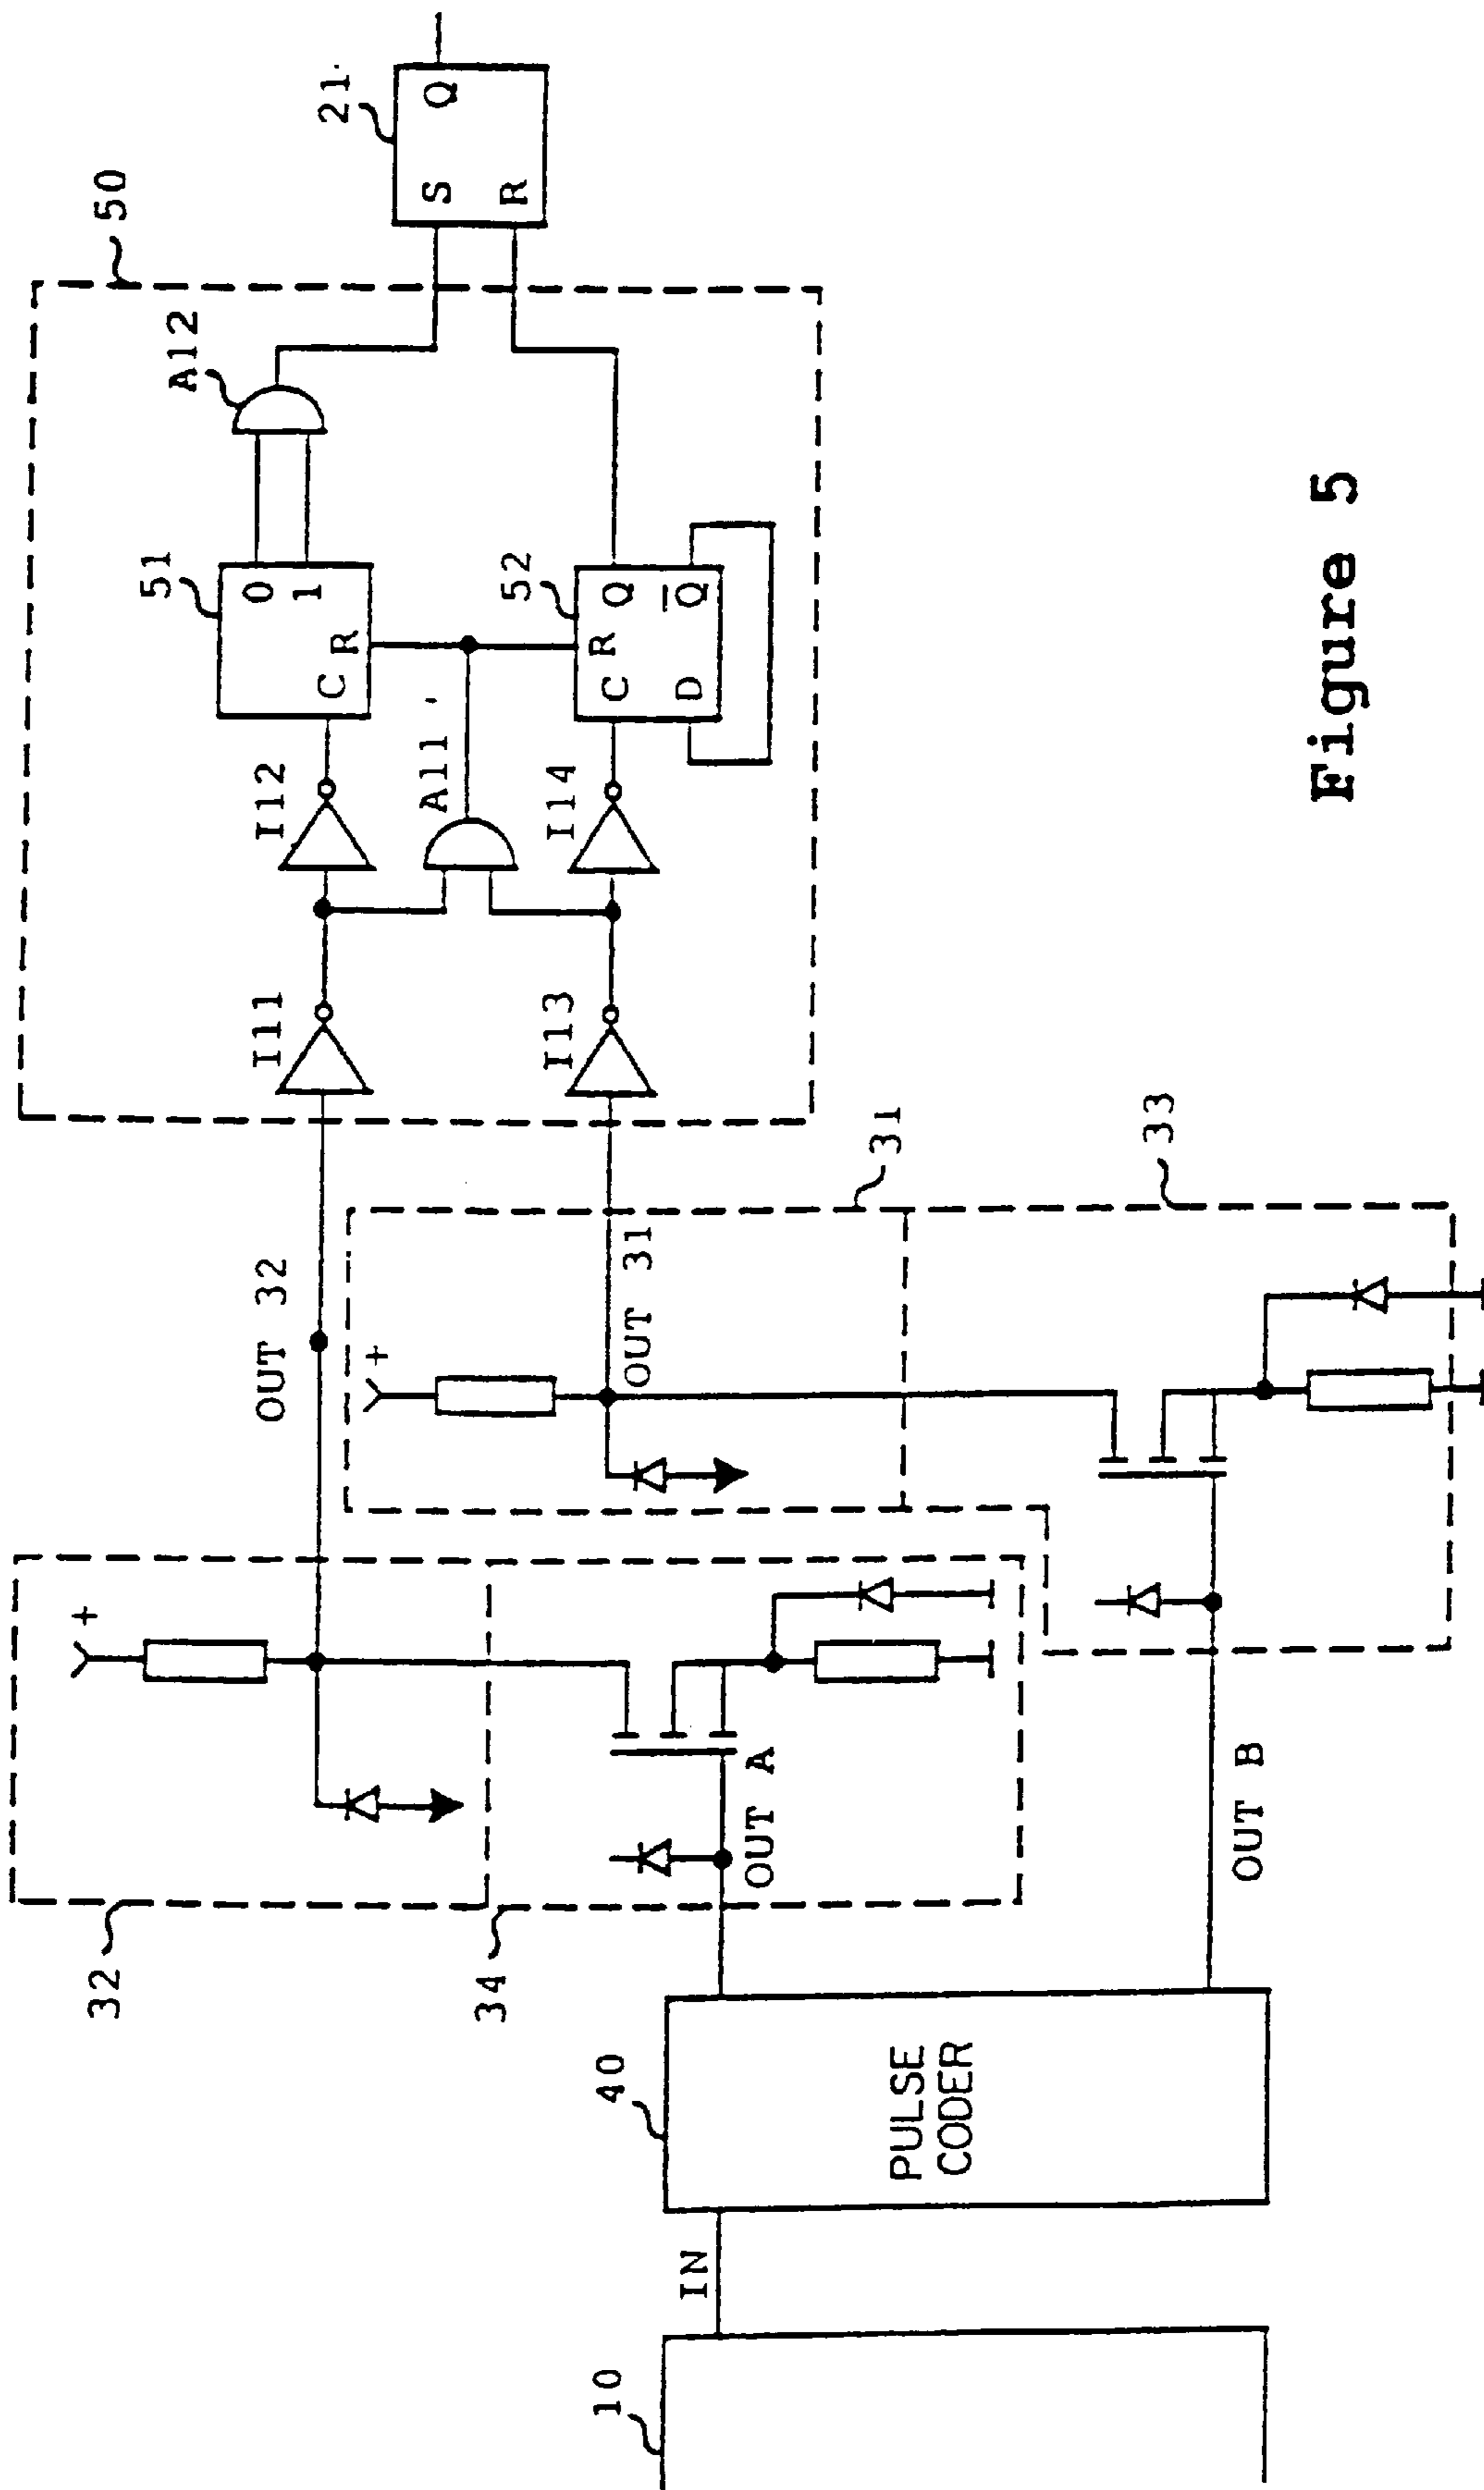 10
IN
40
PULSE
CODER
32
34
OUT A
OUT B
+
OUT 32
+
OUT 31
31
33
50
I11
I12
I13
I14
A11
51
C
R
0
1
A12
52
C
R
D
Q
Q̅
21
S
R
Q
Figure 5